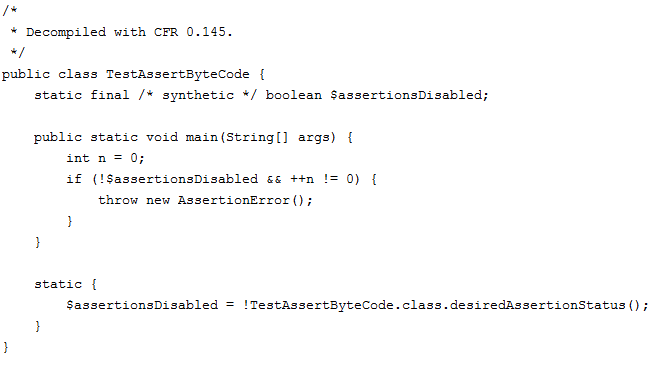 /*
 * Decompiled with CFR 0.145.
 */
public class TestAssertByteCode {
    static final /* synthetic */ boolean $assertionsDisabled;

    public static void main(String[] args) {
        int n = 0;
        if (!$assertionsDisabled && ++n != 0) {
            throw new AssertionError();
        }
    }

    static {
        $assertionsDisabled = !TestAssertByteCode.class.desiredAssertionStatus();
    }
}